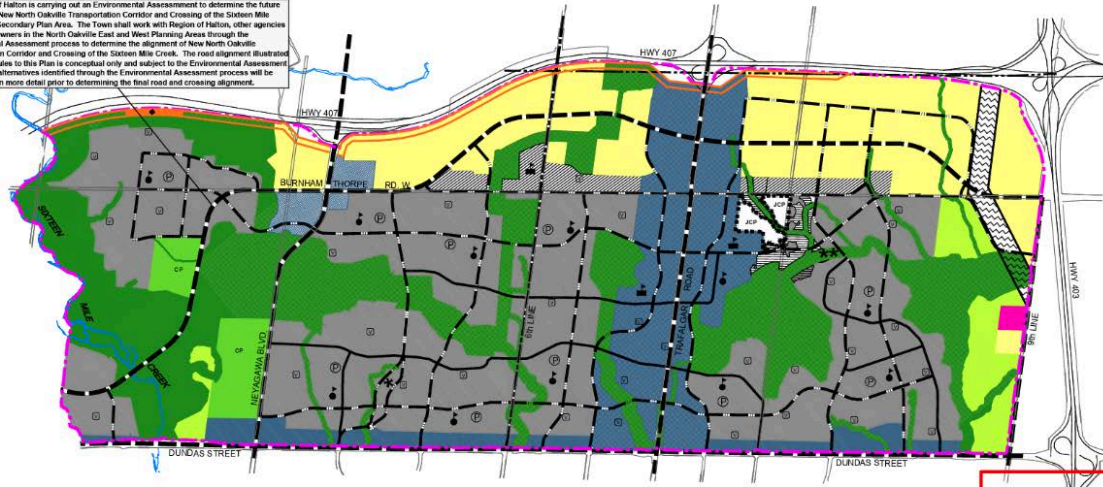 f Halton is carrying out an Environmental Assessmment to determine the future
New North Oakville Transportation Corridor and Crossing of the Sixteen Mile
Secondary Plan Area. The Town shall work with Region of Halton, other agencies
wners in the North Oakville East and West Planning Areas through the
l Assessment process to determine the alignment of New North Oakville
n Corridor and Crossing of the Sixteen Mile Creek. The road alignment illustrated
ules to this Plan is conceptual only and subject to the Environmental Assessment
alternatives identified through the Environmental Assessment process will be
n more detail prior to determining the final road and crossing alignment.
HWY 407
HWY 407
BURNHAM THORPE RD. W
SIXTEEN
MILE
CREEK
JCP
JCP
CP
CP
NEYAGAWA BLVD
6th LINE
TRAFALGAR ROAD
9th LINE
HWY 403
DUNDAS STREET
DUNDAS STREET